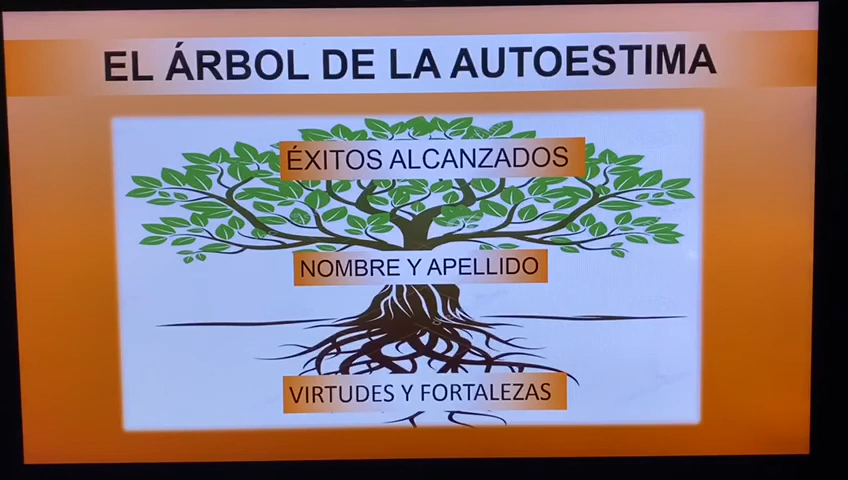 EL ÁRBOL DE LA AUTOESTIMA
ÉXITOS ALCANZADOS
NOMBRE Y APELLIDO
VIRTUDES Y FORTALEZAS